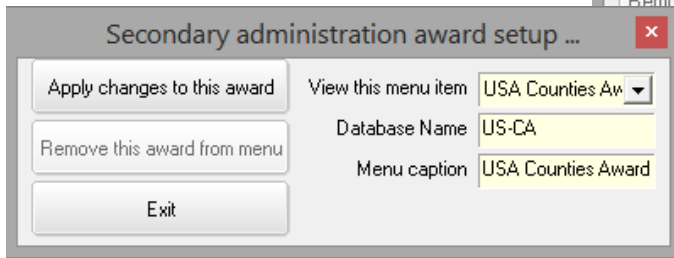 Secondary administration award setup ...
Apply changes to this award
Remove this award from menu
Exit
View this menu item USA Counties Aw
Database Name US-CA
Menu caption USA Counties Award